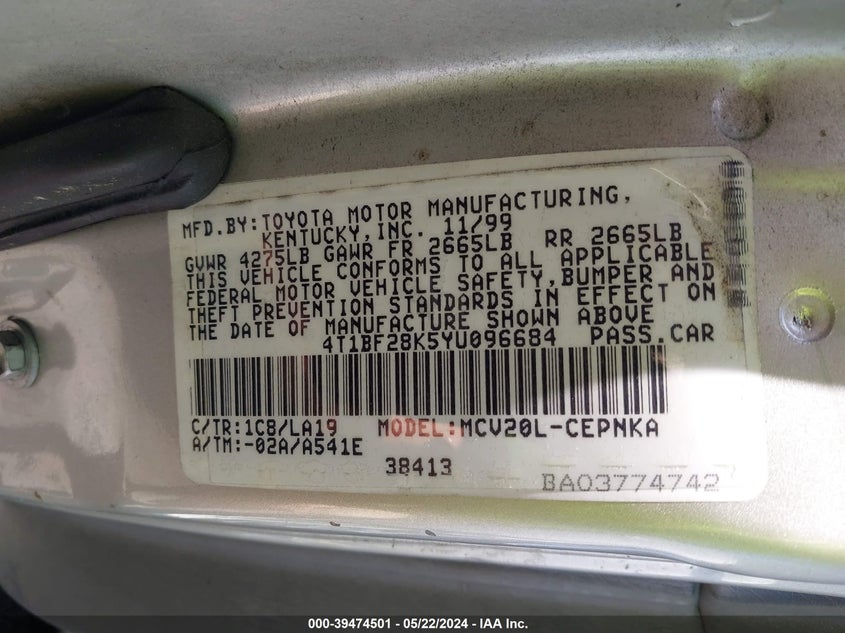 MFD.BY:TOYOTA MOTOR MANUFACTURING,
KENTUCKY,INC. 11/99
GVWR 4275LB GAWR FR 2665LB RR 2665LB
THIS VEHICLE CONFORMS TO ALL APPLICABLE
FEDERAL MOTOR VEHICLE SAFETY,BUMPER AND
THEFT PREVENTION STANDARDS IN EFFECT ON
THE DATE OF MANUFACTURE SHOWN ABOVE
4T1BF28K5YU096684 PASS.CAR
C/TR:1C8/LA19 MODEL:MCV20L-CEPNKA
A/TM:-02A/A541E
38413
BA03774742
000-39474501 - 05/22/2024 - IAA Inc.